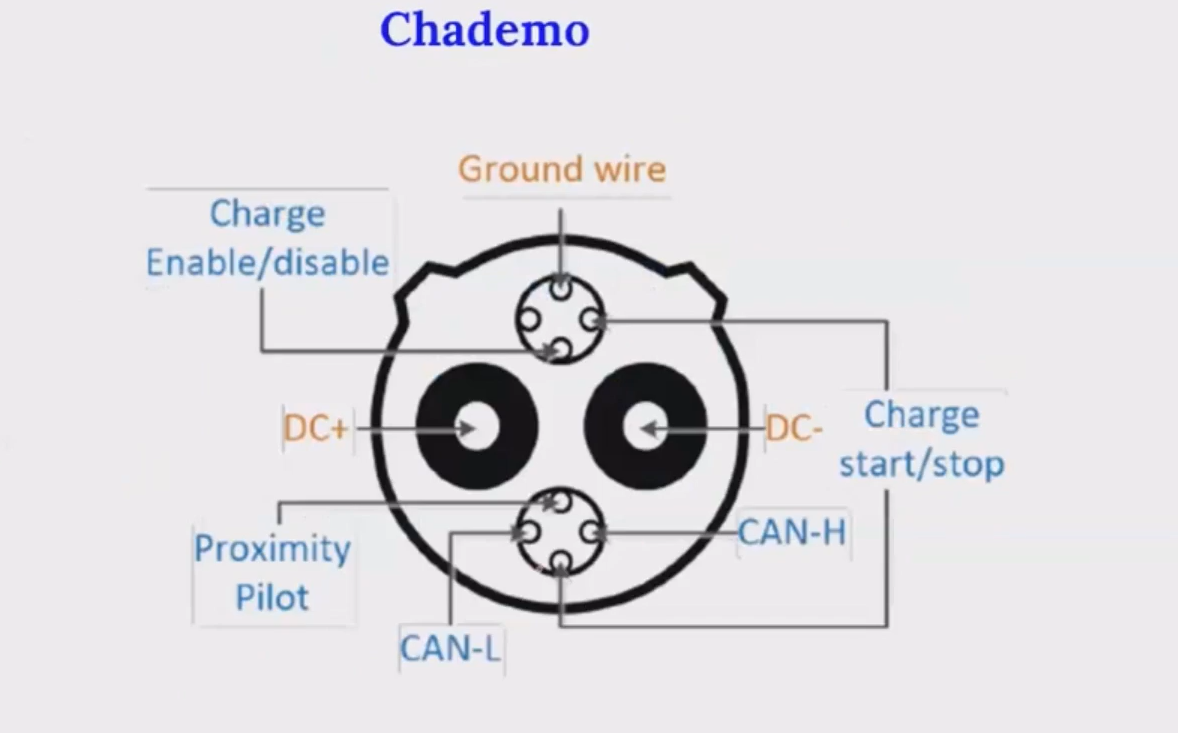 Chademo
Ground wire
Charge
Enable/disable
DC+
DC-
Charge
start/stop
Proximity
Pilot
CAN-H
CAN-L